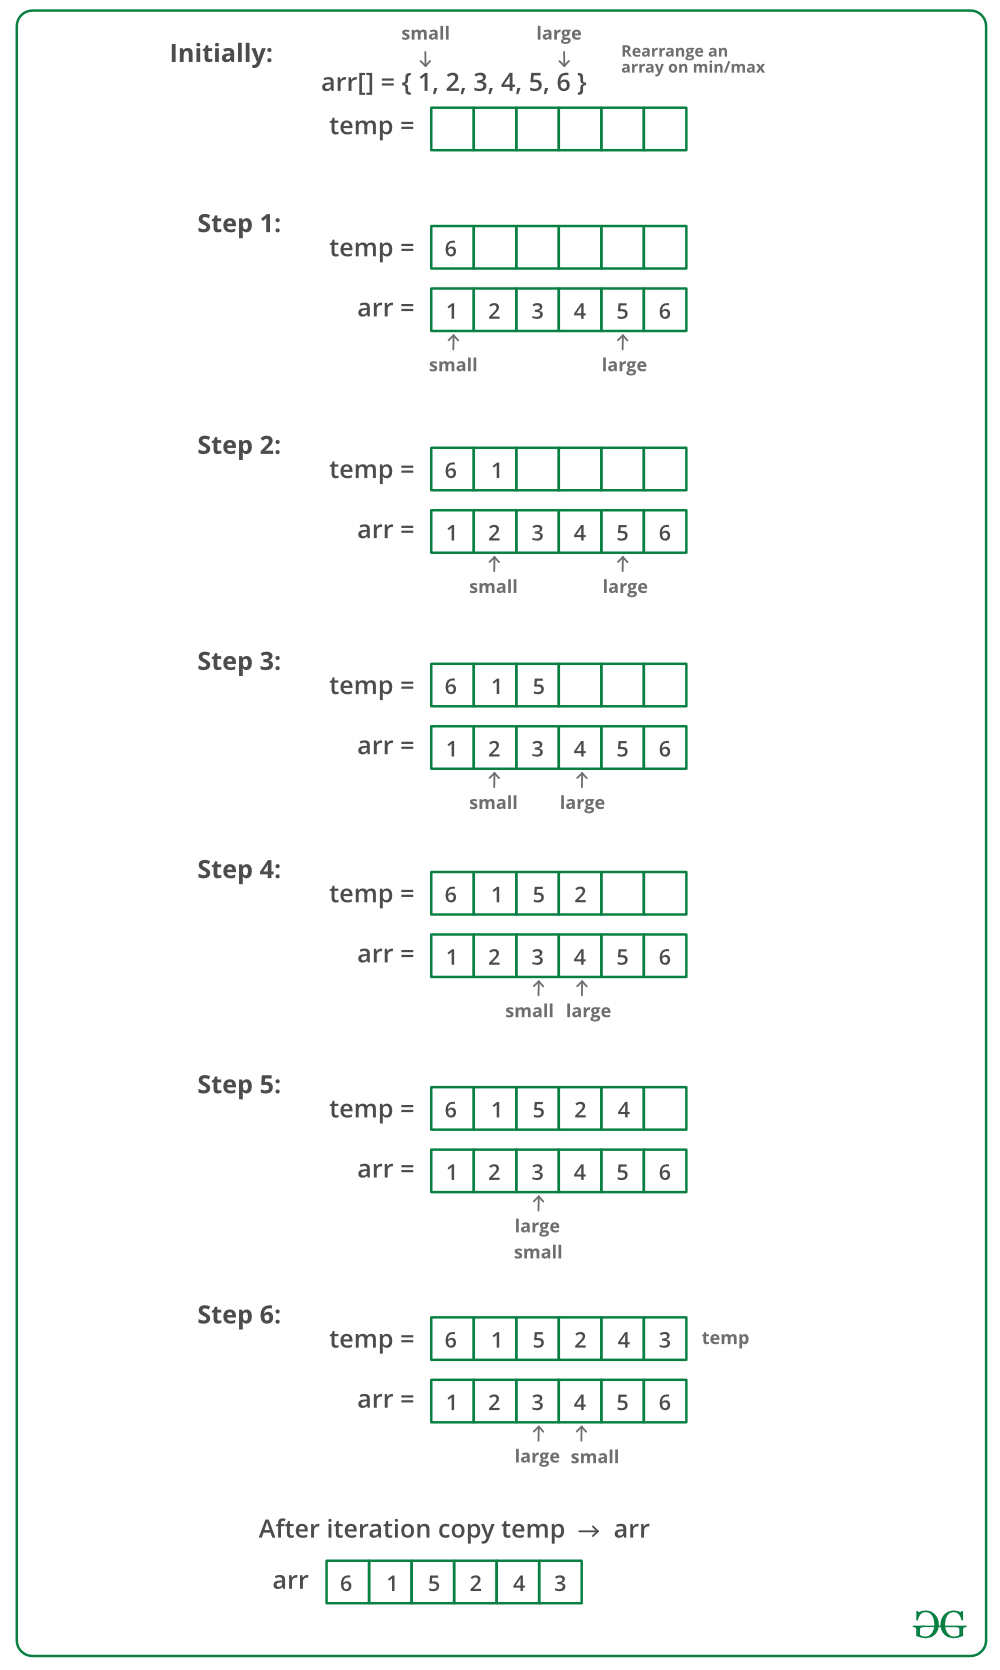 Initially:
small large
Rearrange an
array on min/max
arr[] = { 1, 2, 3, 4, 5, 6 }
temp =
Step 1:
temp = 6
arr = 1 2 3 4 5 6
small large
Step 2:
temp = 6 1
arr = 1 2 3 4 5 6
small large
Step 3:
temp = 6 1 5
arr = 1 2 3 4 5 6
small large
Step 4:
temp = 6 1 5 2
arr = 1 2 3 4 5 6
small large
Step 5:
temp = 6 1 5 2 4
arr = 1 2 3 4 5 6
large
small
Step 6:
temp = 6 1 5 2 4 3 temp
arr = 1 2 3 4 5 6
large small
After iteration copy temp → arr
arr 6 1 5 2 4 3